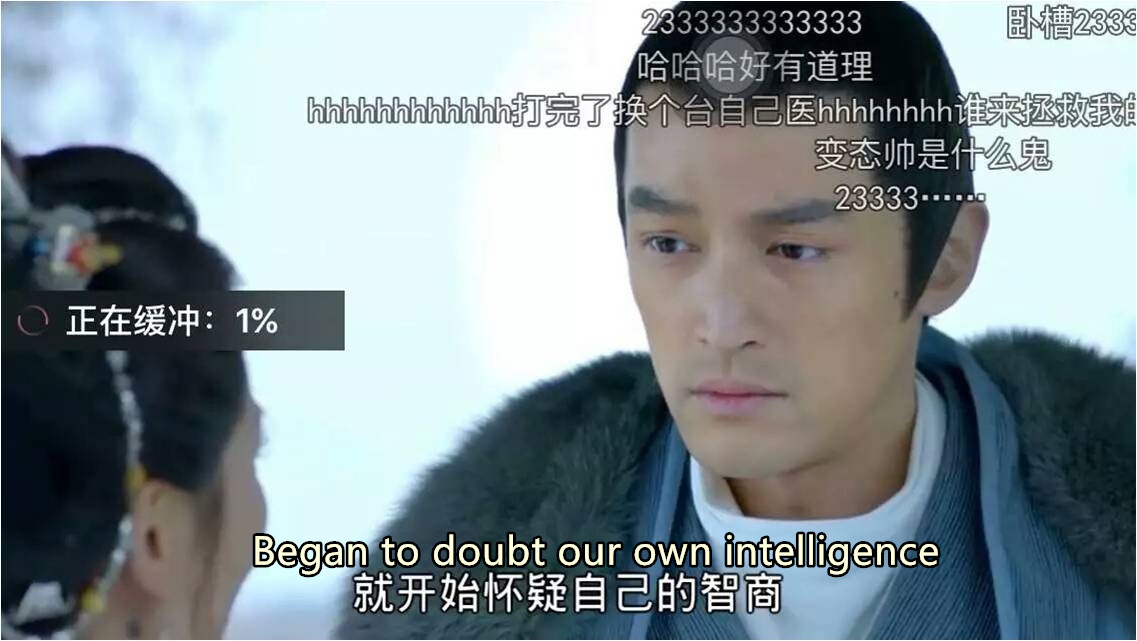 2333333333333
卧槽2333
哈哈哈好有道理
hhhhhhhhhhhhh打完了换个台自己医hhhhhhhh谁来拯救我的
变态帅是什么鬼
23333……
正在缓冲：1%
Began to doubt our own intelligence
就开始怀疑自己的智商